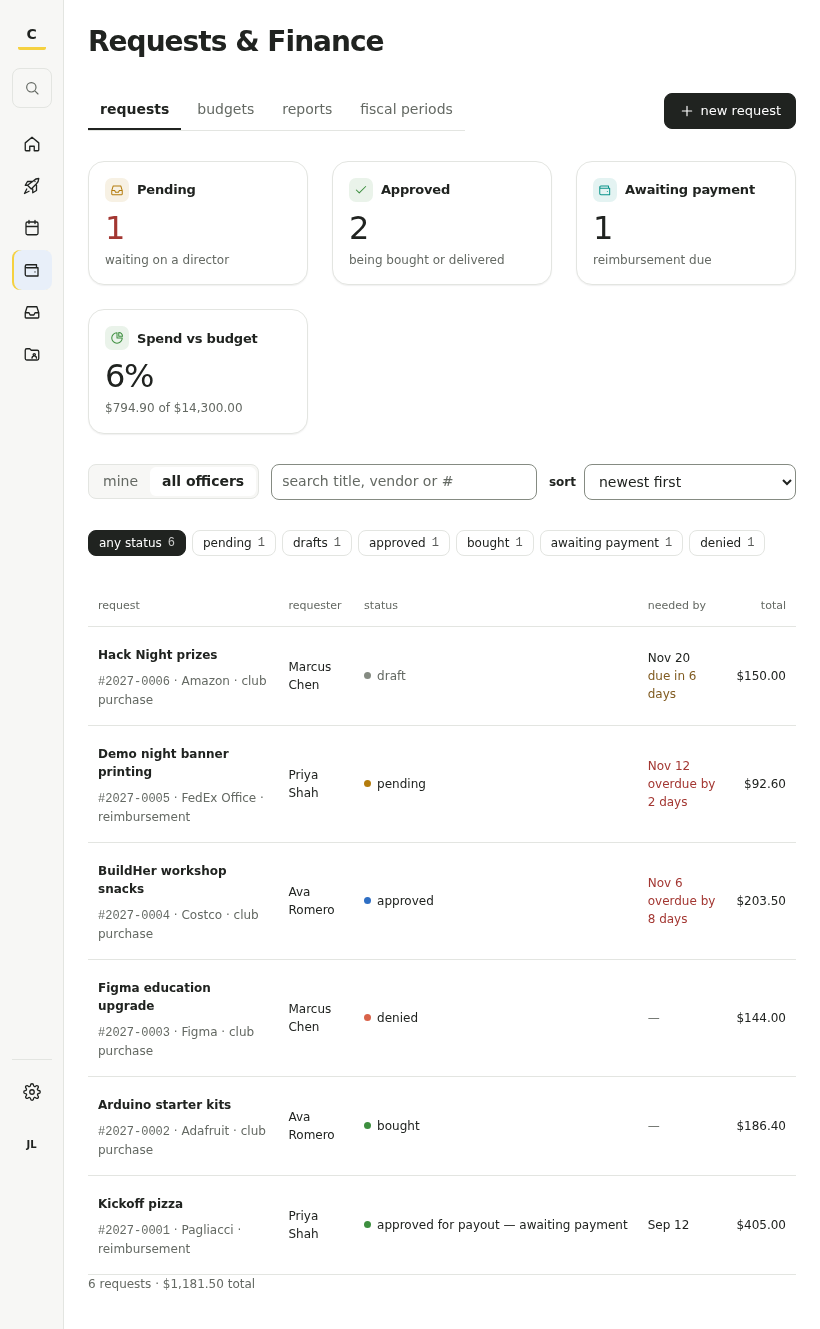 C
Requests & Finance
requests budgets reports fiscal periods
new request
Pending
1
waiting on a director
Approved
2
being bought or delivered
Awaiting payment
1
reimbursement due
Spend vs budget
6%
$794.90 of $14,300.00
mine all officers
search title, vendor or #
sort newest first
any status 6 pending 1 drafts 1 approved 1 bought 1 awaiting payment 1 denied 1
request requester status needed by total
Hack Night prizes
#2027-0006 · Amazon · club
purchase
Marcus
Chen
draft
Nov 20
due in 6
days
$150.00
Demo night banner
printing
#2027-0005 · FedEx Office ·
reimbursement
Priya
Shah
pending
Nov 12
overdue by
2 days
$92.60
BuildHer workshop
snacks
#2027-0004 · Costco · club
purchase
Ava
Romero
approved
Nov 6
overdue by
8 days
$203.50
Figma education
upgrade
#2027-0003 · Figma · club
purchase
Marcus
Chen
denied
—
$144.00
Arduino starter kits
#2027-0002 · Adafruit · club
purchase
Ava
Romero
bought
—
$186.40
Kickoff pizza
#2027-0001 · Pagliacci ·
reimbursement
Priya
Shah
approved for payout — awaiting payment
Sep 12
$405.00
6 requests · $1,181.50 total
JL